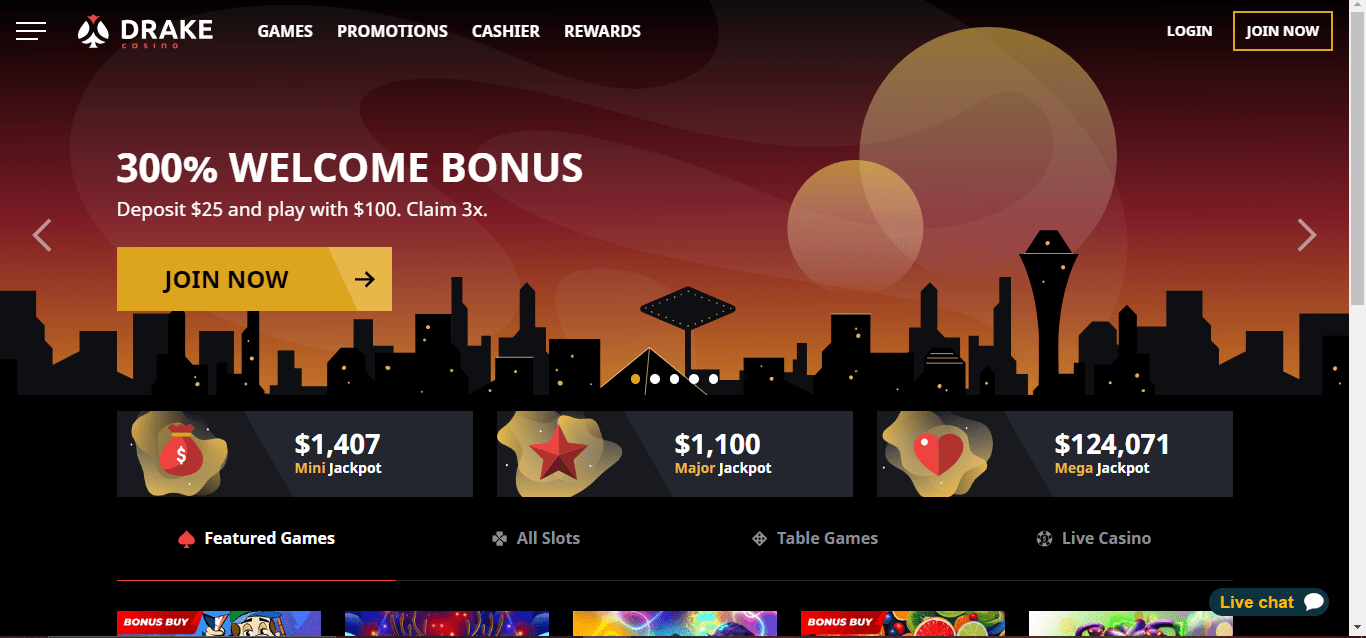 DRAKE
casino
GAMES
PROMOTIONS
CASHIER
REWARDS
LOGIN
JOIN NOW
300% WELCOME BONUS
Deposit $25 and play with $100. Claim 3x.
JOIN NOW
$1,407
Mini Jackpot
$1,100
Major Jackpot
$124,071
Mega Jackpot
Featured Games
All Slots
Table Games
Live Casino
BONUS BUY
BONUS BUY
Live chat